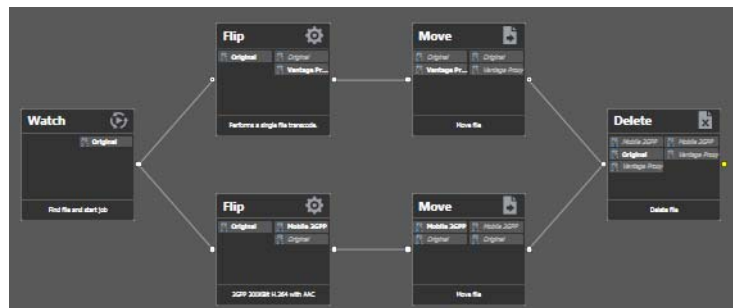 Flip
Original
Original
Vantage Pr...
Performs a single file transcode.
Move
Original
Original
Vantage Pr...
Vantage Proxy
Move file
Watch
Original
Find file and start job
Delete
Mobile 3GPP
Mobile 3GPP
Original
Vantage Proxy
Vantage Proxy
Delete file
Flip
Original
Mobile 3GPP
Original
3GPP 200KBit H.264 with AAC
Move
Mobile 3GPP
Mobile 3GPP
Original
Original
Move file